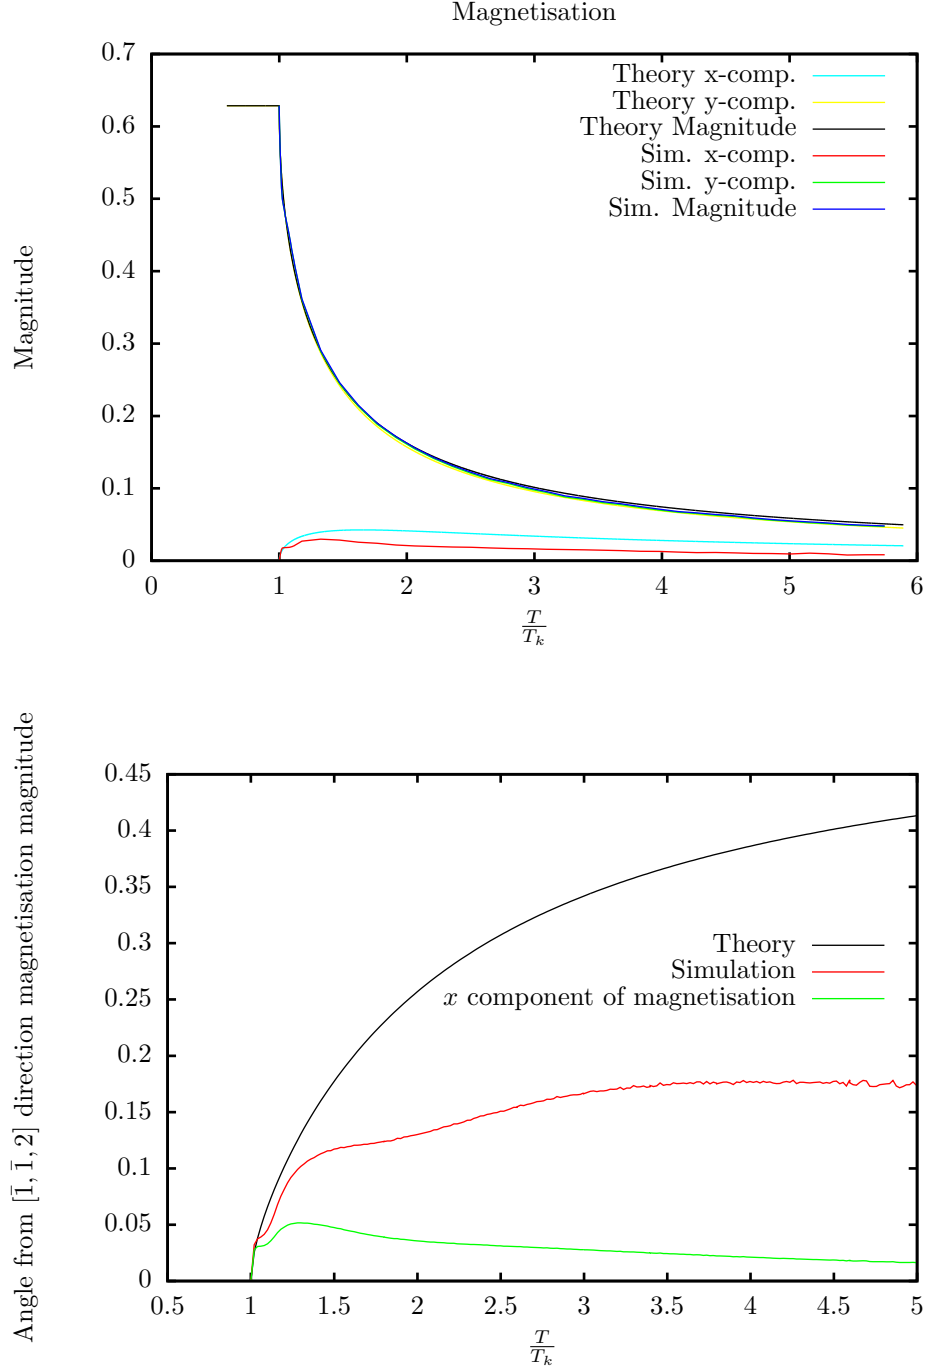 Magnetisation
Magnitude
0.7
0.6
0.5
0.4
0.3
0.2
0.1
0
Theory x-comp.
Theory y-comp.
Theory Magnitude
Sim. x-comp.
Sim. y-comp.
Sim. Magnitude
0 1 2 3 4 5 6
T
T_k
Angle from [1̄, 1̄, 2] direction magnetisation magnitude
0.45
0.4
0.35
0.3
0.25
0.2
0.15
0.1
0.05
0
Theory
Simulation
x component of magnetisation
0.5 1 1.5 2 2.5 3 3.5 4 4.5 5
T
T_k